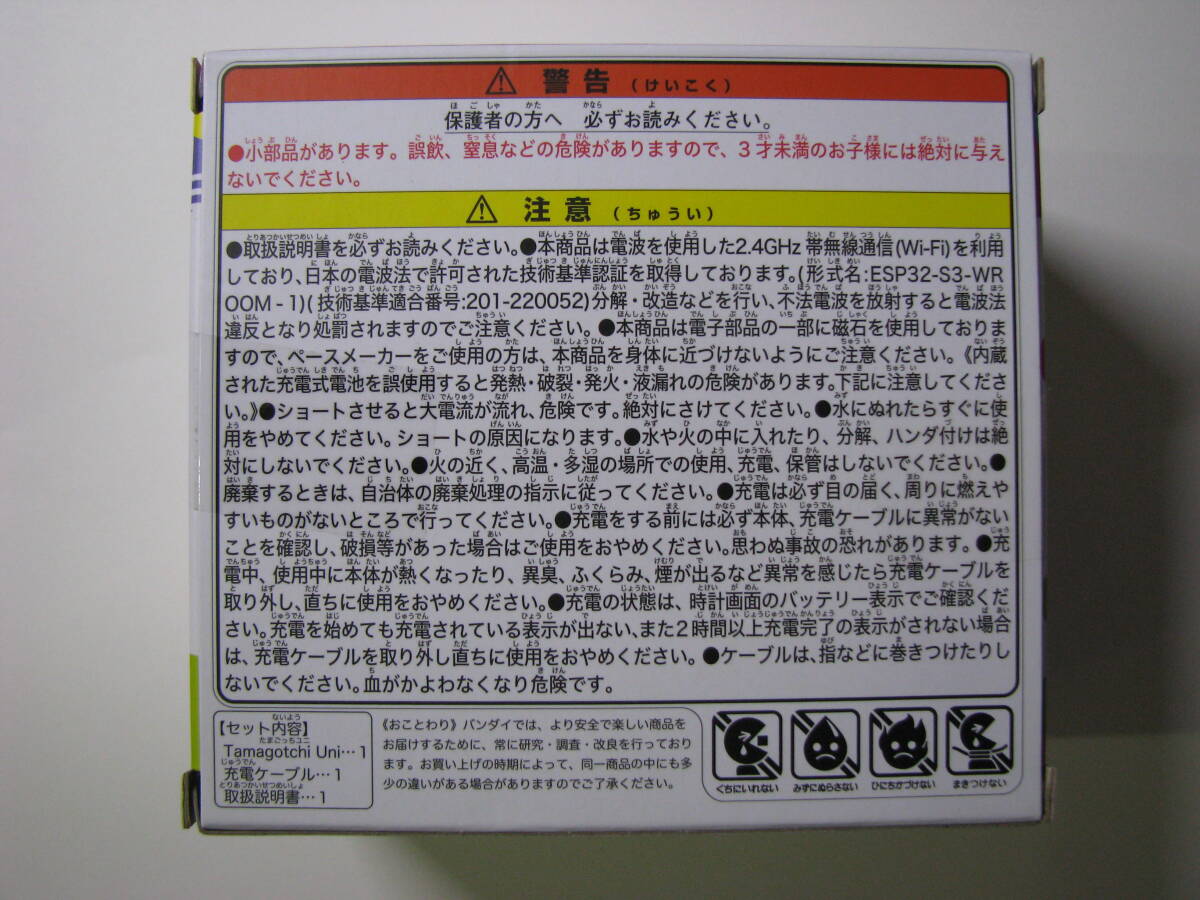 ⚠ 警告 (けいこく)
保護者の方へ 必ずお読みください。
●小部品があります。誤飲、窒息などの危険がありますので、3才未満のお子様には絶対に与え
ないでください。
⚠ 注意 (ちゅうい)
●取扱説明書を必ずお読みください。●本商品は電波を使用した2.4GHz 帯無線通信(Wi-Fi)を利用
しており、日本の電波法で許可された技術基準認証を取得しております。(形式名:ESP32-S3-WR
OOM-1)(技術基準適合番号:201-220052)分解・改造などを行い、不法電波を放射すると電波法
違反となり処罰されますのでご注意ください。●本商品は電子部品の一部に磁石を使用しておりま
すので、ペースメーカーをご使用の方は、本商品を身体に近づけないようにご注意ください。《内蔵
された充電式電池を誤使用すると発熱・破裂・発火・液漏れの危険があります。下記に注意してくださ
い。》●ショートさせると大電流が流れ、危険です。絶対にさけてください。●水にぬれたらすぐに使
用をやめてください。ショートの原因になります。●水や火の中に入れたり、分解、ハンダ付けは絶
対にしないでください。●火の近く、高温・多湿の場所での使用、充電、保管はしないでください。●
廃棄するときは、自治体の廃棄処理の指示に従ってください。●充電は必ず目の届く、周りに燃えや
すいものがないところで行ってください。●充電をする前には必ず本体、充電ケーブルに異常がない
ことを確認し、破損等があった場合はご使用をおやめください。思わぬ事故の恐れがあります。●充
電中、使用中に本体が熱くなったり、異臭、ふくらみ、煙が出るなど異常を感じたら充電ケーブルを
取り外し、直ちに使用をおやめください。●充電の状態は、時計画面のバッテリー表示でご確認くだ
さい。充電を始めても充電されている表示が出ない、また2時間以上充電完了の表示がされない場合
は、充電ケーブルを取り外し直ちに使用をおやめください。●ケーブルは、指などに巻きつけたりし
ないでください。血がかよわなくなり危険です。
【セット内容】
Tamagotchi Uni…1
充電ケーブル…1
取扱説明書…1
《おことわり》バンダイでは、より安全で楽しい商品を
お届けするために、常に研究・調査・改良を行っており
ます。お買い上げの時期によって、同一商品の中にも多
少の違いがある場合がありますのでご了承ください。
くちにいれない
みずにぬらさない
ひにちかづけない
まきつけない